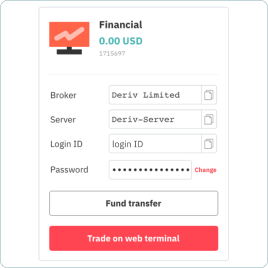 Financial
0.00 USD
1715697
Broker Deriv Limited
Server Deriv-Server
Login ID login ID
Password •••••••••••••• Change
Fund transfer
Trade on web terminal